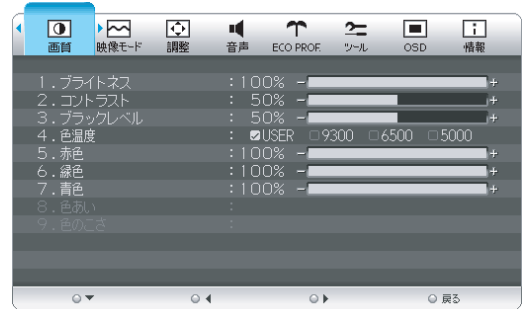 画質 映像モード 調整 音声 ECO PROF. ツール OSD 情報
1.ブライトネス :100% - +
2.コントラスト : 50% - +
3.ブラックレベル : 50% - +
4.色温度 : USER 9300 6500 5000
5.赤色 :100% - +
6.緑色 :100% - +
7.青色 :100% - +
8.色あい :
9.色のこさ :
戻る